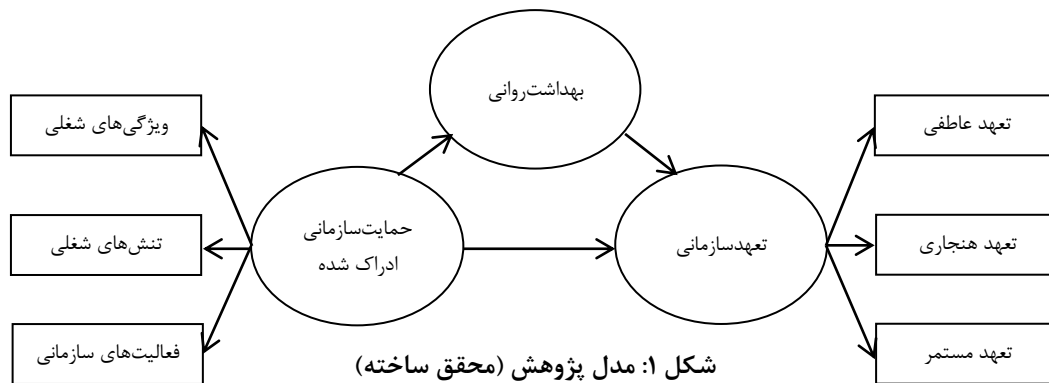 بهداشت‌روانی
ویژگی‌های شغلی
تعهد عاطفی
حمایت‌سازمانی
ادراک شده
تنش‌های شغلی
تعهدسازمانی
تعهد هنجاری
فعالیت‌های سازمانی
تعهد مستمر
شکل ۱: مدل پژوهش (محقق ساخته)